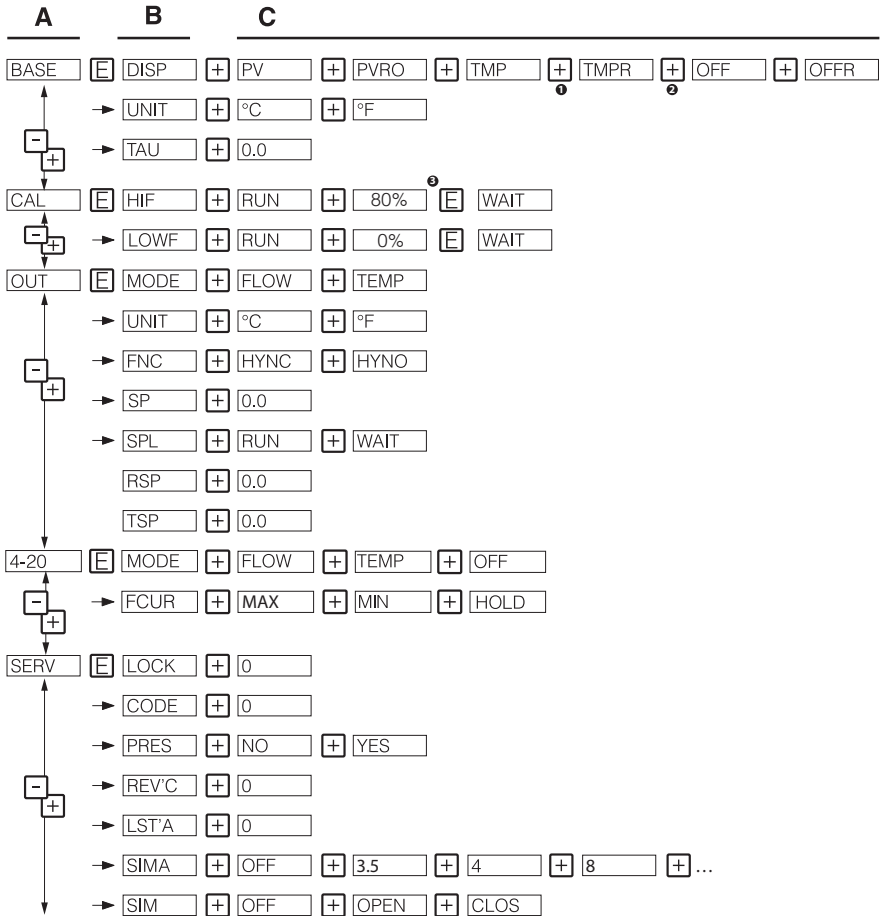 A B C
BASE E DISP + PV + PVRO + TMP + TMPR + OFF + OFFR
❶ ❷
→ UNIT + °C + °F
- +
→ TAU + 0.0
❸
CAL E HIF + RUN + 80% E WAIT
- +
→ LOWF + RUN + 0% E WAIT
OUT E MODE + FLOW + TEMP
→ UNIT + °C + °F
→ FNC + HYNC + HYNO
- +
→ SP + 0.0
→ SPL + RUN + WAIT
RSP + 0.0
TSP + 0.0
4-20 E MODE + FLOW + TEMP + OFF
→ FCUR + MAX + MIN + HOLD
- +
SERV E LOCK + 0
→ CODE + 0
→ PRES + NO + YES
→ REV'C + 0
- +
→ LST'A + 0
→ SIMA + OFF + 3.5 + 4 + 8 + ...
→ SIM + OFF + OPEN + CLOS